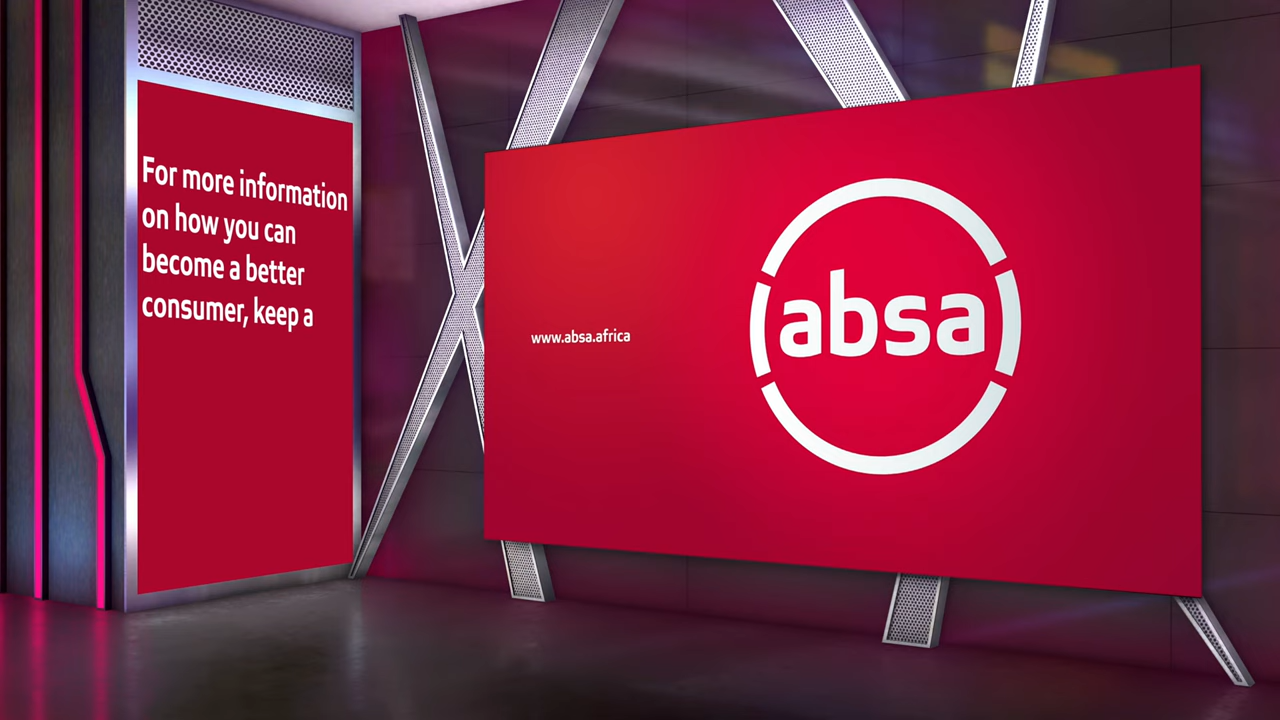 For more information
on how you can
become a better
consumer, keep a
www.absa.africa
absa